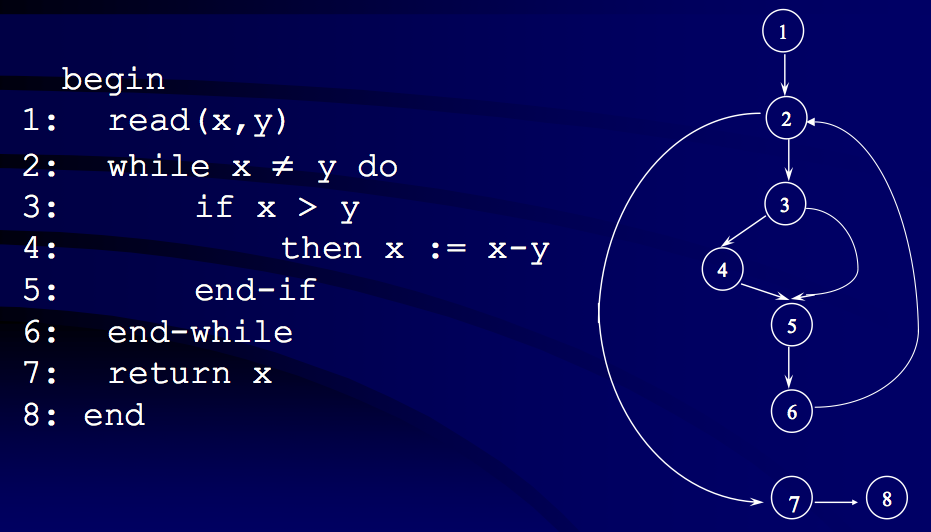 begin
1: read(x,y)
2: while x ≠ y do
3: if x > y
4: then x := x-y
5: end-if
6: end-while
7: return x
8: end
1
2
3
4
5
6
7
8